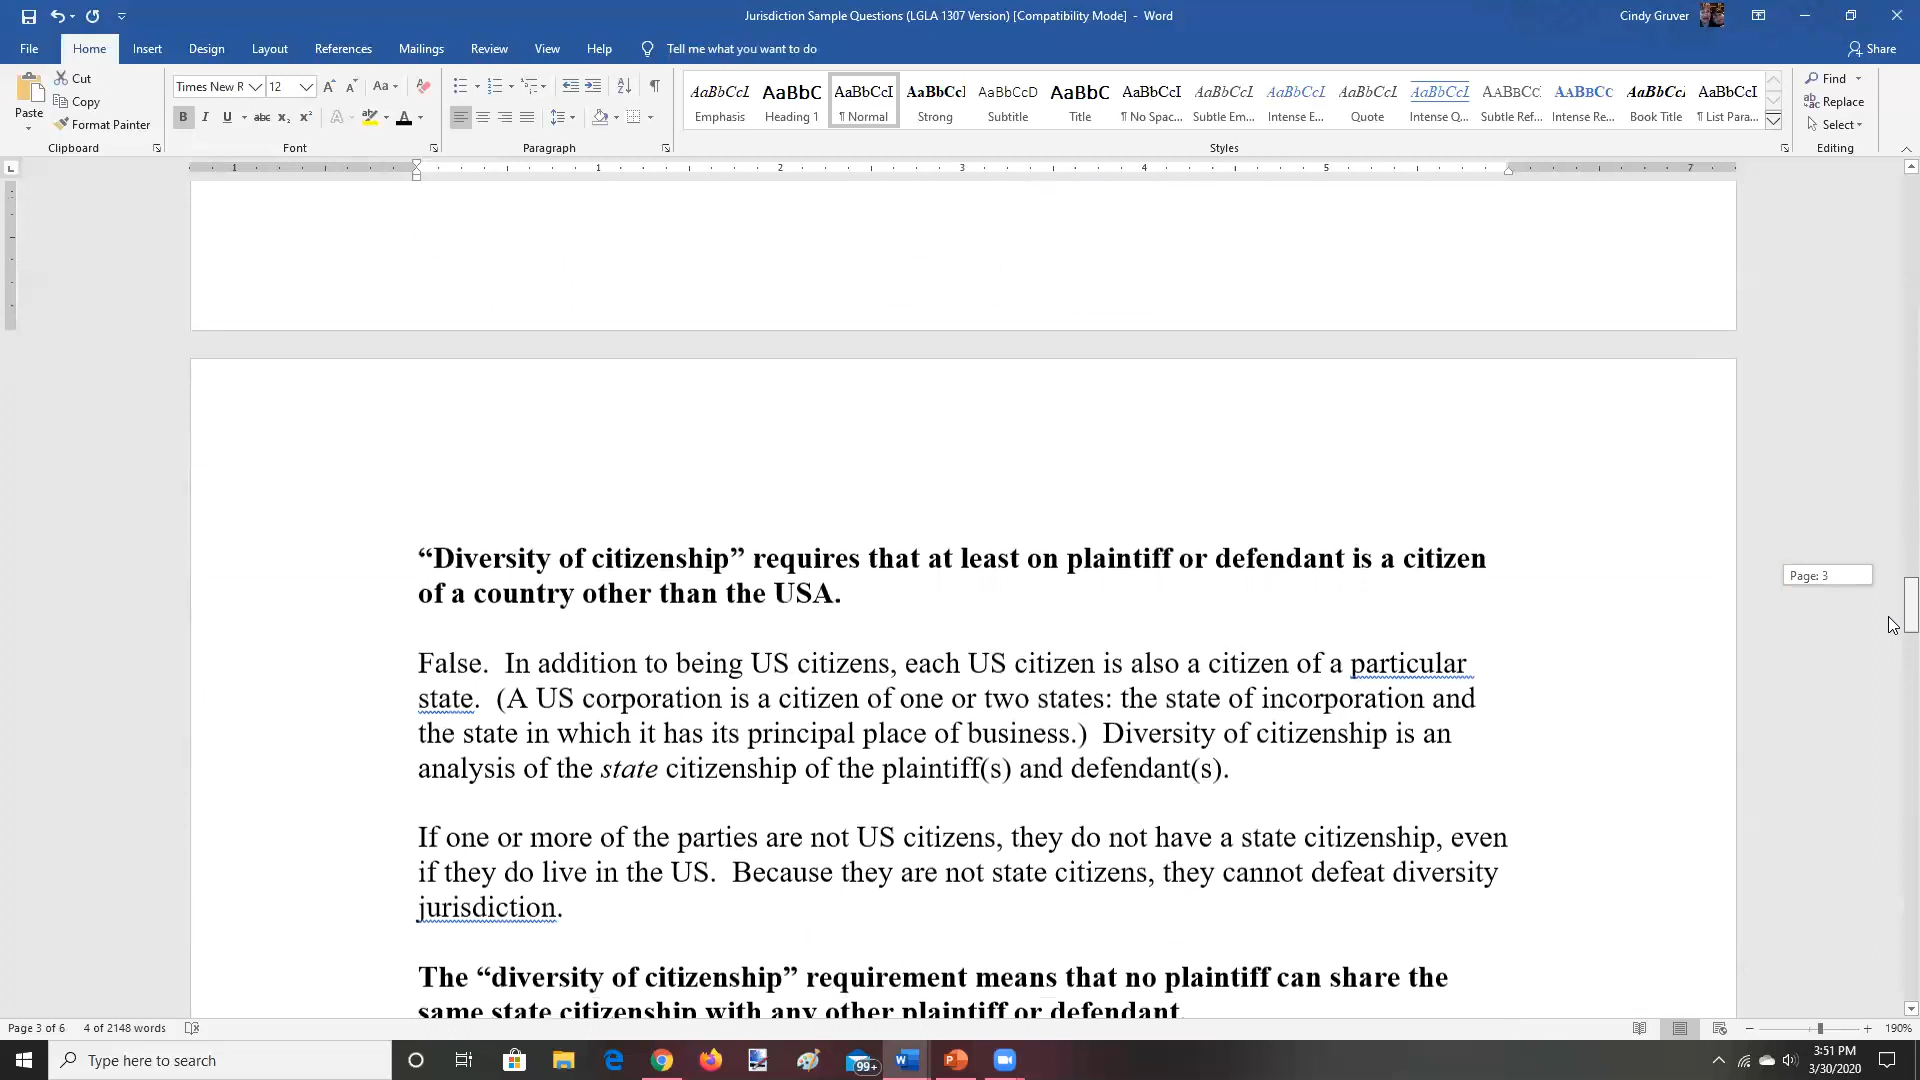 Jurisdiction Sample Questions (LGLA 1307 Version) [Compatibility Mode] - Word
Cindy Gruver
File Home Insert Design Layout References Mailings Review View Help Tell me what you want to do Share
Paste Cut
Copy
Format Painter
Clipboard
Times New R 12
Font
Paragraph
AaBbCcL AaBbC AaBbCcI AaBbCcI AaBbCcD AaBbC AaBbCcI AaBbCcL AaBbCcL AaBbCcL AaBbCcL AABBCC AABBCC AaBbCcI AaBbCcI
Emphasis Heading 1 ¶ Normal Strong Subtitle Title ¶ No Spac... Subtle Em... Intense E... Quote Intense Q... Subtle Ref... Intense Re... Book Title ¶ List Para...
Styles
Find
Replace
Select
Editing
1 1 2 3 4 5 7
“Diversity of citizenship” requires that at least on plaintiff or defendant is a citizen
of a country other than the USA.
Page: 3
False. In addition to being US citizens, each US citizen is also a citizen of a particular
state. (A US corporation is a citizen of one or two states: the state of incorporation and
the state in which it has its principal place of business.) Diversity of citizenship is an
analysis of the state citizenship of the plaintiff(s) and defendant(s).
If one or more of the parties are not US citizens, they do not have a state citizenship, even
if they do live in the US. Because they are not state citizens, they cannot defeat diversity
jurisdiction.
The “diversity of citizenship” requirement means that no plaintiff can share the
same state citizenship with any other plaintiff or defendant.
Page 3 of 6 4 of 2148 words 190%
Type here to search 99+ 3:51 PM
3/30/2020